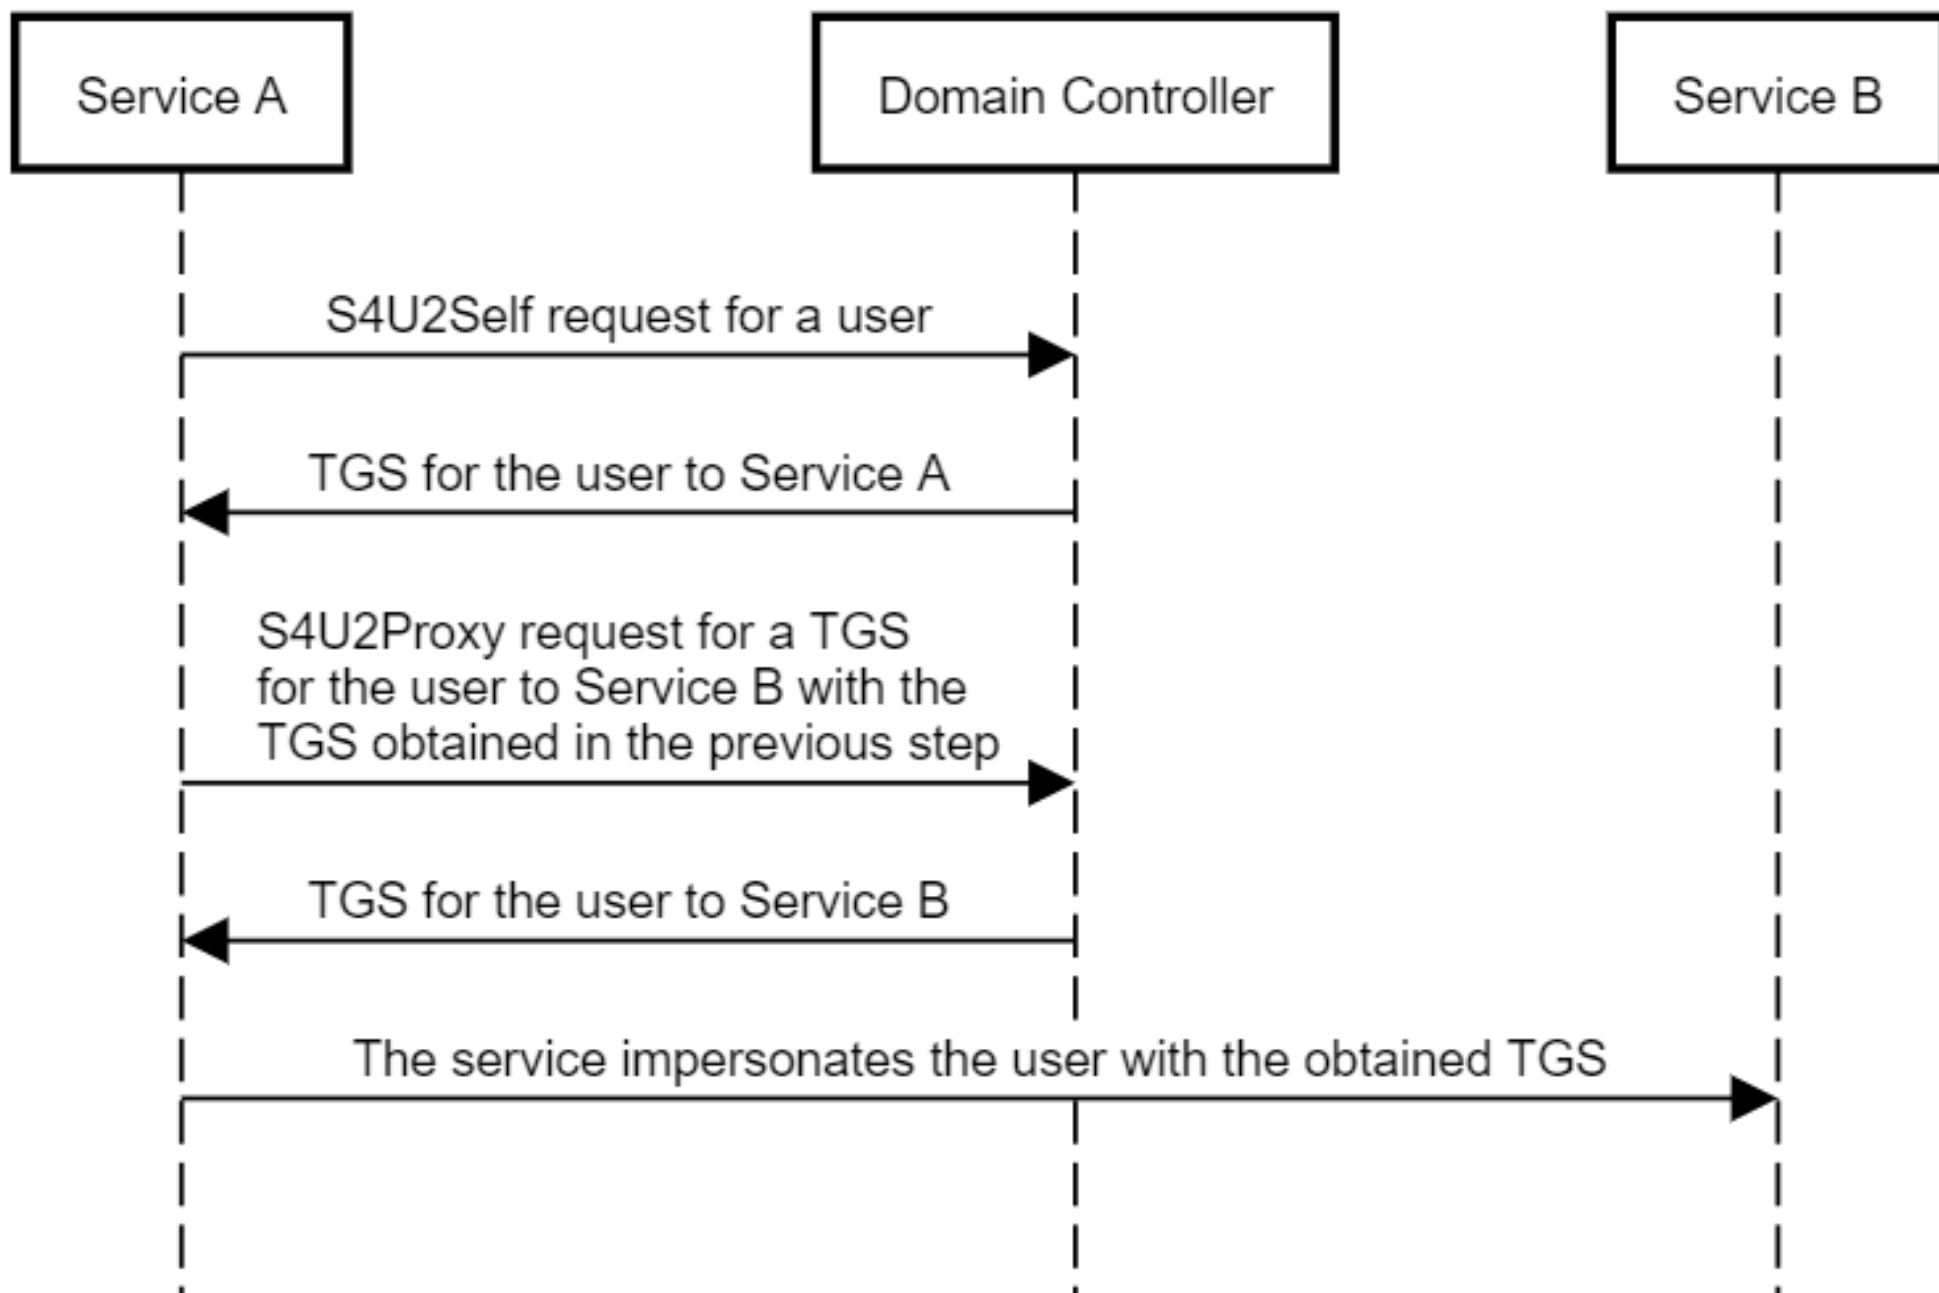 Service A
Domain Controller
Service B
S4U2Self request for a user
TGS for the user to Service A
S4U2Proxy request for a TGS
for the user to Service B with the
TGS obtained in the previous step
TGS for the user to Service B
The service impersonates the user with the obtained TGS